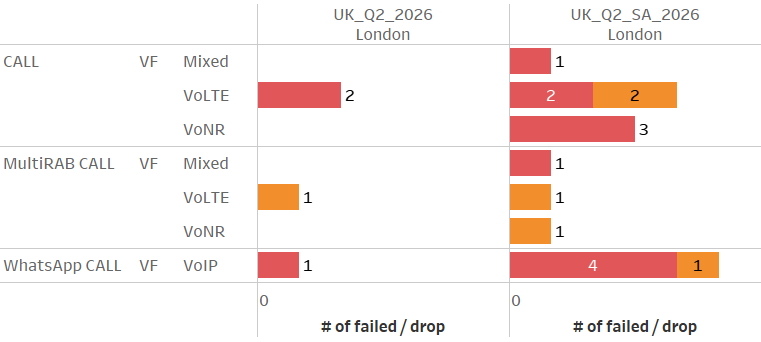 UK_Q2_2026 UK_Q2_SA_2026
London London
CALL VF Mixed 1
VoLTE 2 2 2
VoNR 3
MultiRAB CALL VF Mixed 1
VoLTE 1 1
VoNR 1
WhatsApp CALL VF VoIP 1 4 1
0 0
# of failed / drop # of failed / drop